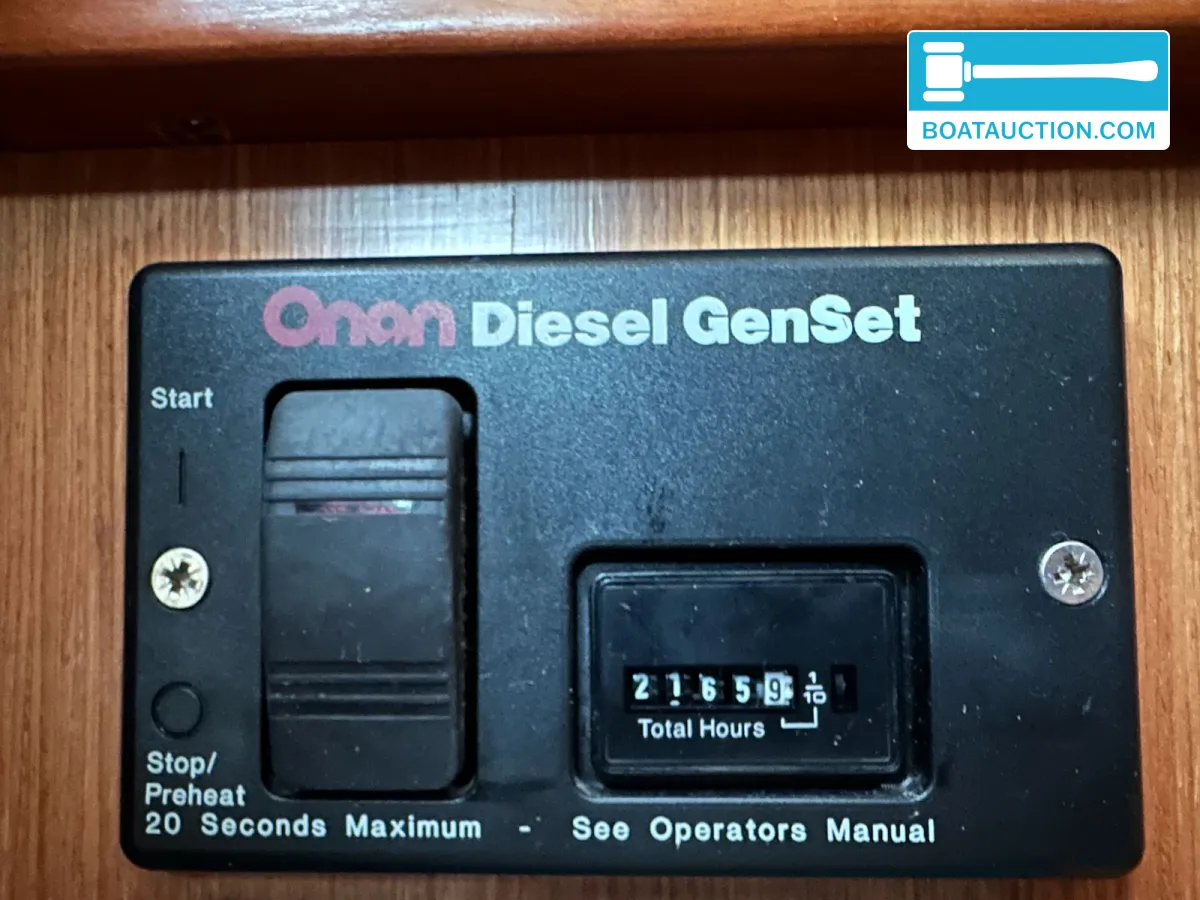 BOATAUCTION.COM
Onan Diesel GenSet
Start
2 1 6 5 9 1/10
Total Hours
Stop/
Preheat
20 Seconds Maximum - See Operators Manual